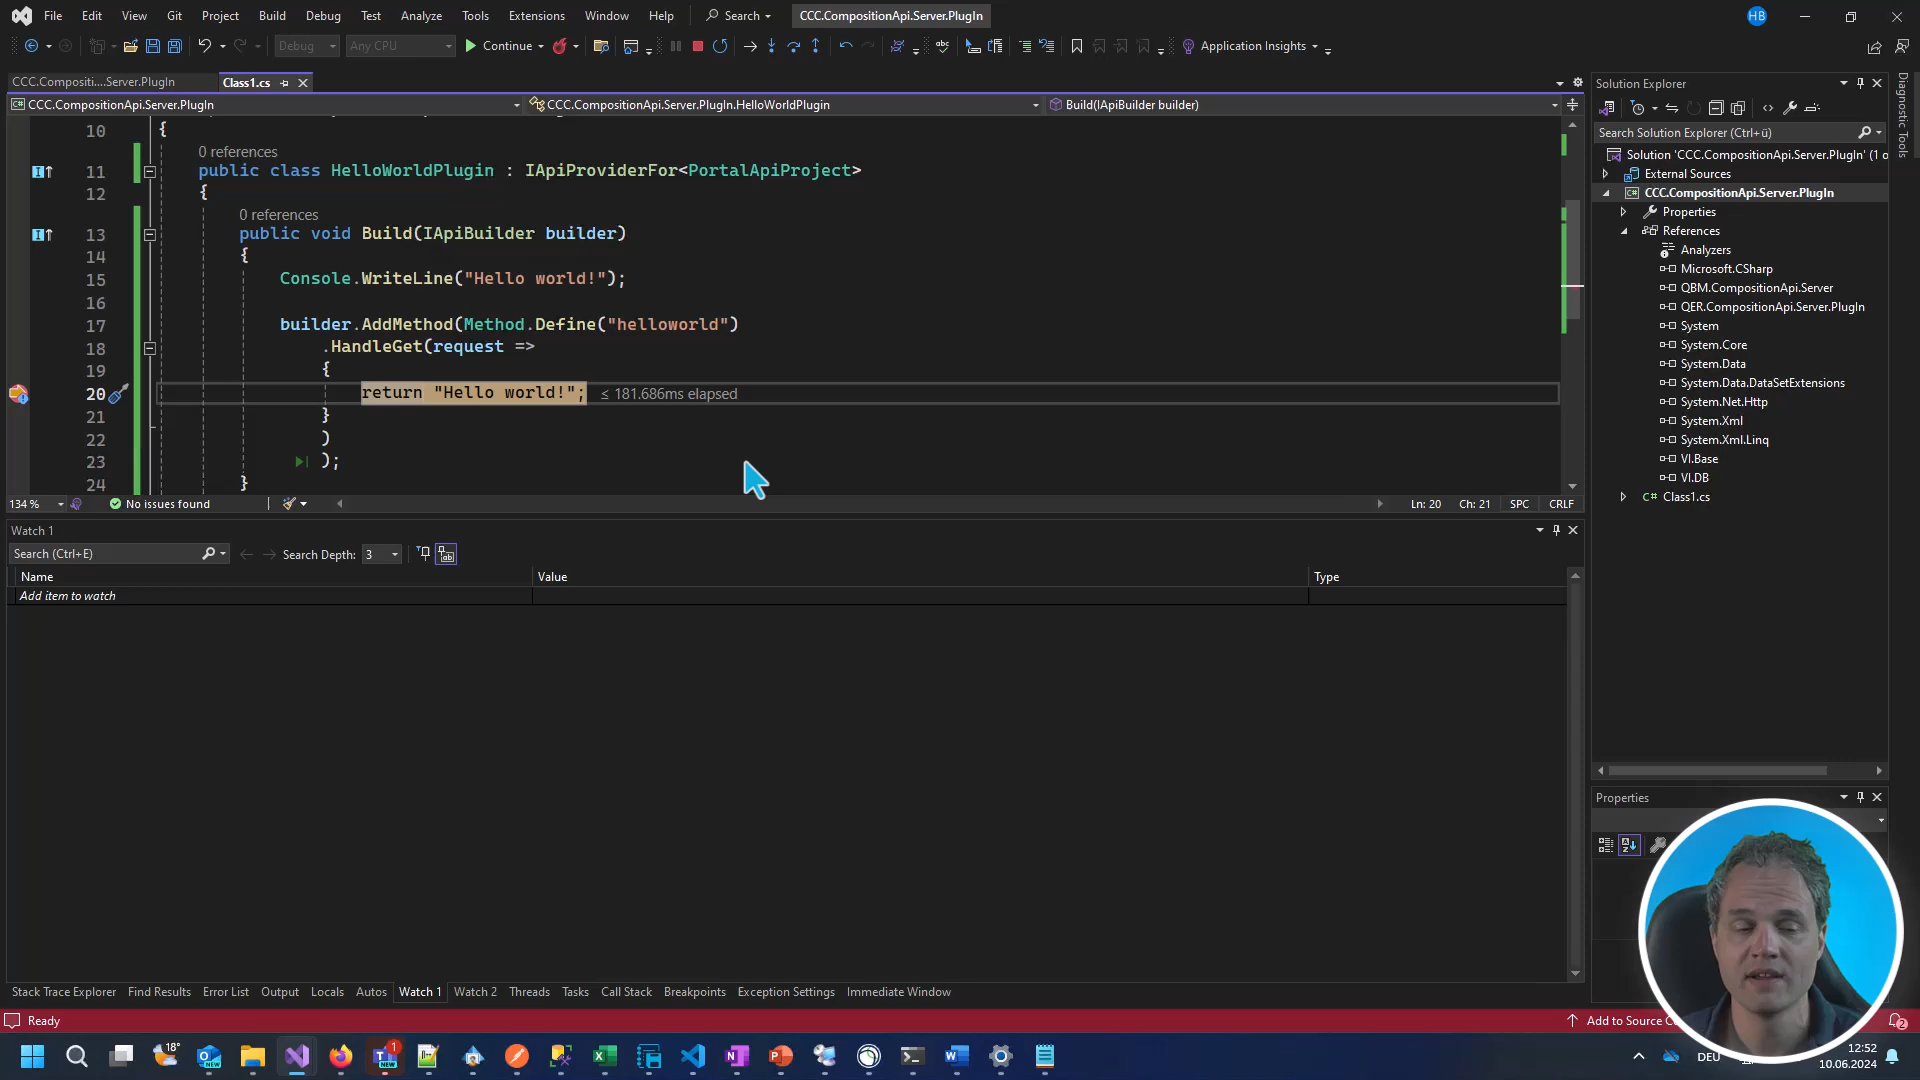 File Edit View Git Project Build Debug Test Analyze Tools Extensions Window Help Search CCC.CompositionApi.Server.PlugIn HB
Debug Any CPU Continue abc Application Insights
CCC.Compositi....Server.PlugIn Class1.cs
CCC.CompositionApi.Server.PlugIn CCC.CompositionApi.Server.PlugIn.HelloWorldPlugin Build(IApiBuilder builder)
10 {
0 references
11 public class HelloWorldPlugin : IApiProviderFor<PortalApiProject>
12 {
0 references
13 public void Build(IApiBuilder builder)
14 {
15 Console.WriteLine("Hello world!");
16
17 builder.AddMethod(Method.Define("helloworld")
18 .HandleGet(request =>
19 {
20 return "Hello world!"; ≤ 181.686ms elapsed
21 }
22 )
23 );
24 }
134 % No issues found Ln: 20 Ch: 21 SPC CRLF
Watch 1
Search (Ctrl+E) Search Depth: 3
Name Value Type
Add item to watch
Stack Trace Explorer Find Results Error List Output Locals Autos Watch 1 Watch 2 Threads Tasks Call Stack Breakpoints Exception Settings Immediate Window
Solution Explorer
Search Solution Explorer (Ctrl+ü)
Solution 'CCC.CompositionApi.Server.PlugIn' (1 o
External Sources
CCC.CompositionApi.Server.PlugIn
Properties
References
Analyzers
Microsoft.CSharp
QBM.CompositionApi.Server
QER.CompositionApi.Server.PlugIn
System
System.Core
System.Data
System.Data.DataSetExtensions
System.Net.Http
System.Xml
System.Xml.Linq
VI.Base
VI.DB
C# Class1.cs
Diagnostic Tools
Properties
Ready Add to Source 2
18° NEW 1 DEU 12:52
10.06.2024